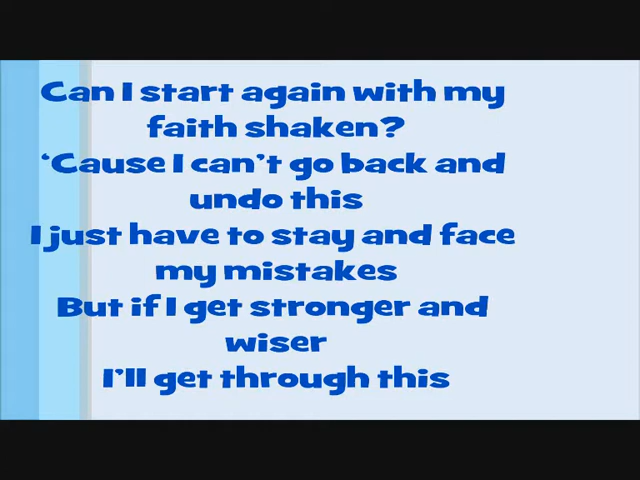 Can I start again with my
faith shaken?
‘Cause I can’t go back and
undo this
I just have to stay and face
my mistakes
But if I get stronger and
wiser
I’ll get through this